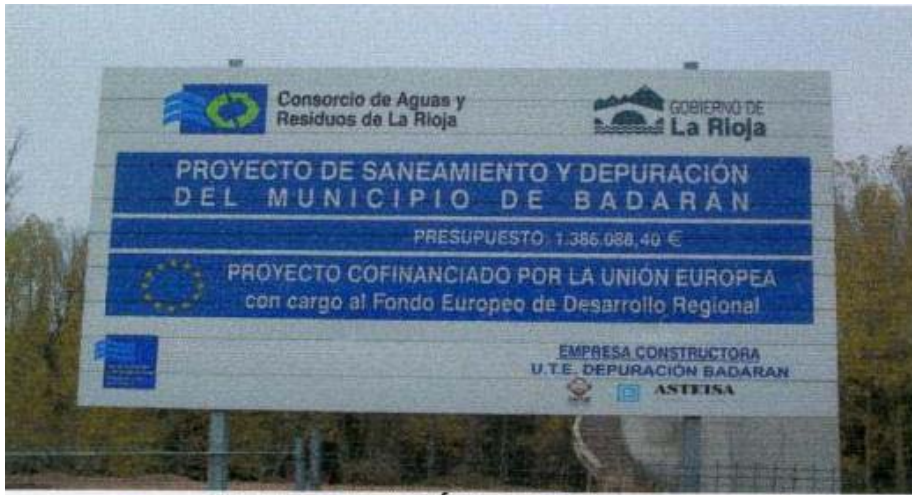 Consorcio de Aguas y
Residuos de La Rioja
GOBIERNO DE
La Rioja
PROYECTO DE SANEAMIENTO Y DEPURACIÓN
DEL MUNICIPIO DE BADARÁN
PRESUPUESTO: 1.386.088,40 €
PROYECTO COFINANCIADO POR LA UNIÓN EUROPEA
con cargo al Fondo Europeo de Desarrollo Regional
EMPRESA CONSTRUCTORA
U.T.E. DEPURACIÓN BADARAN
ASTEISA